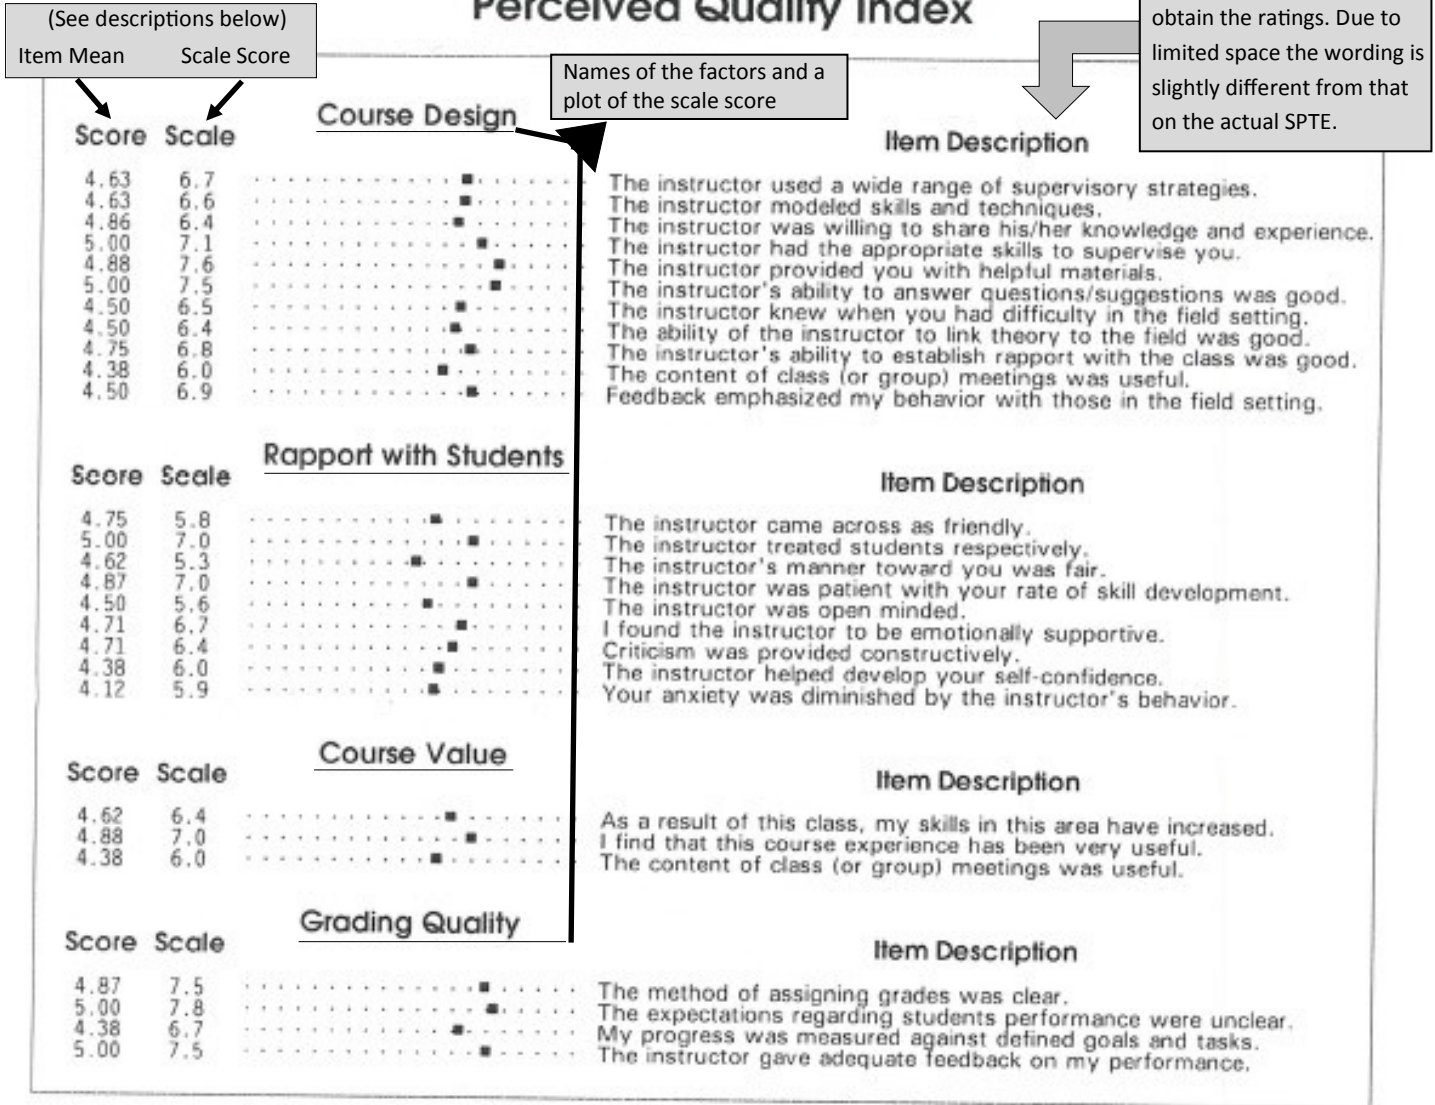 Perceived Quality Index
(See descriptions below)
Item Mean Scale Score
Names of the factors and a
plot of the scale score
obtain the ratings. Due to
limited space the wording is
slightly different from that
on the actual SPTE.
Score Scale Course Design Item Description
4.63 6.7 The instructor used a wide range of supervisory strategies.
4.63 6.6 The instructor modeled skills and techniques.
4.86 6.4 The instructor was willing to share his/her knowledge and experience.
5.00 7.1 The instructor had the appropriate skills to supervise you.
4.88 7.6 The instructor provided you with helpful materials.
5.00 7.5 The instructor's ability to answer questions/suggestions was good.
4.50 6.5 The instructor knew when you had difficulty in the field setting.
4.50 6.4 The ability of the instructor to link theory to the field was good.
4.75 6.8 The instructor's ability to establish rapport with the class was good.
4.38 6.0 The content of class (or group) meetings was useful.
4.50 6.9 Feedback emphasized my behavior with those in the field setting.
Score Scale Rapport with Students Item Description
4.75 5.8 The instructor came across as friendly.
5.00 7.0 The instructor treated students respectively.
4.62 5.3 The instructor's manner toward you was fair.
4.87 7.0 The instructor was patient with your rate of skill development.
4.50 5.6 The instructor was open minded.
4.71 6.7 I found the instructor to be emotionally supportive.
4.71 6.4 Criticism was provided constructively.
4.38 6.0 The instructor helped develop your self-confidence.
4.12 5.9 Your anxiety was diminished by the instructor's behavior.
Score Scale Course Value Item Description
4.62 6.4 As a result of this class, my skills in this area have increased.
4.88 7.0 I find that this course experience has been very useful.
4.38 6.0 The content of class (or group) meetings was useful.
Score Scale Grading Quality Item Description
4.87 7.5 The method of assigning grades was clear.
5.00 7.8 The expectations regarding students performance were unclear.
4.38 6.7 My progress was measured against defined goals and tasks.
5.00 7.5 The instructor gave adequate feedback on my performance.